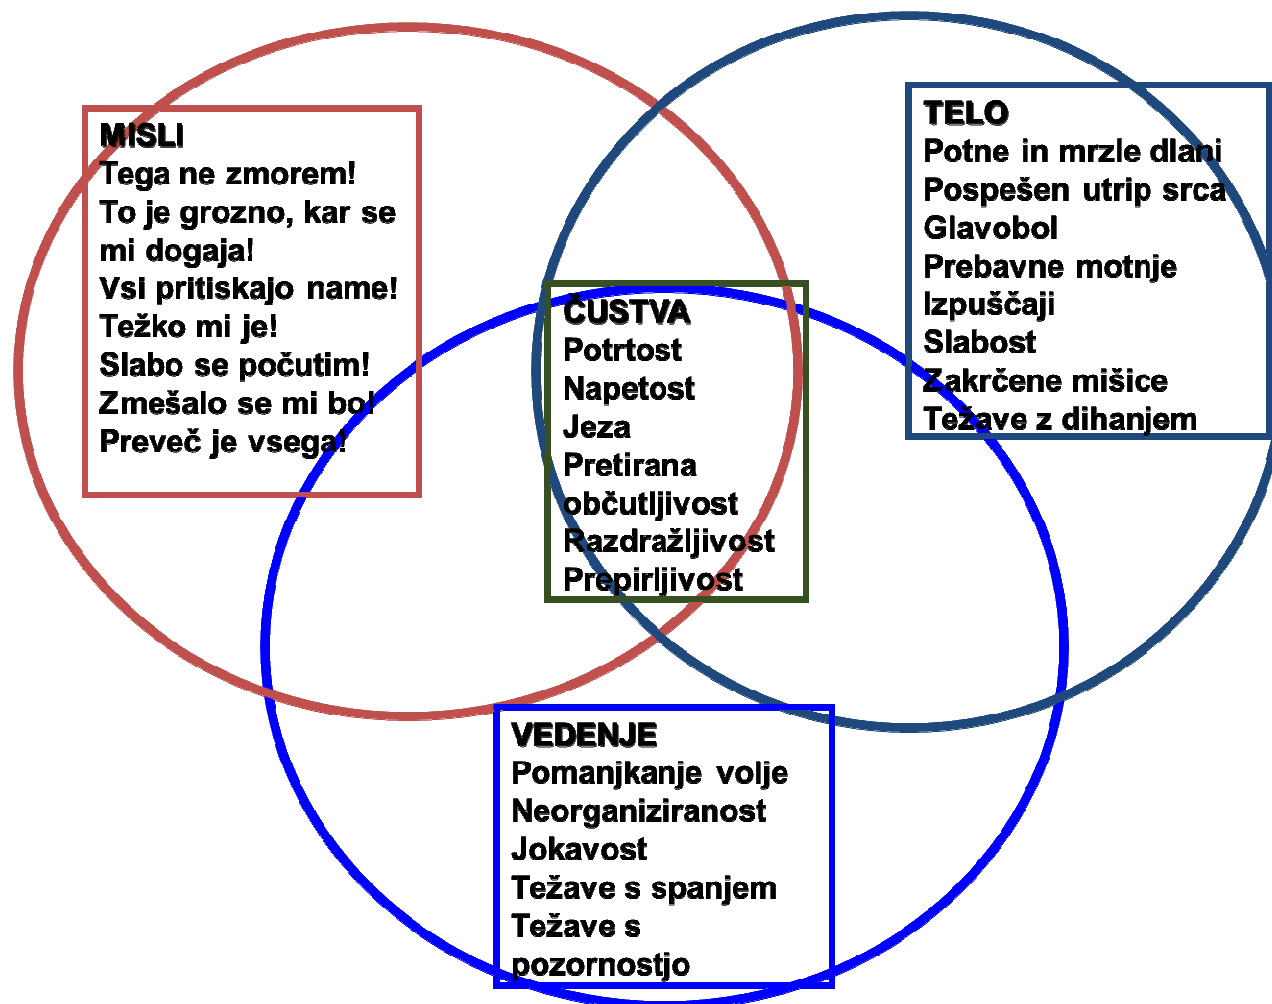 MISLI
Tega ne zmorem!
To je grozno, kar se
mi dogaja!
Vsi pritiskajo name!
Težko mi je!
Slabo se počutim!
Zmešalo se mi bo!
Preveč je vsega!
TELO
Potne in mrzle dlani
Pospešen utrip srca
Glavobol
Prebavne motnje
Izpuščaji
Slabost
Zakrčene mišice
Težave z dihanjem
ČUSTVA
Potrtost
Napetost
Jeza
Pretirana
občutljivost
Razdražljivost
Prepirljivost
VEDENJE
Pomanjkanje volje
Neorganiziranost
Jokavost
Težave s spanjem
Težave s
pozornostjo